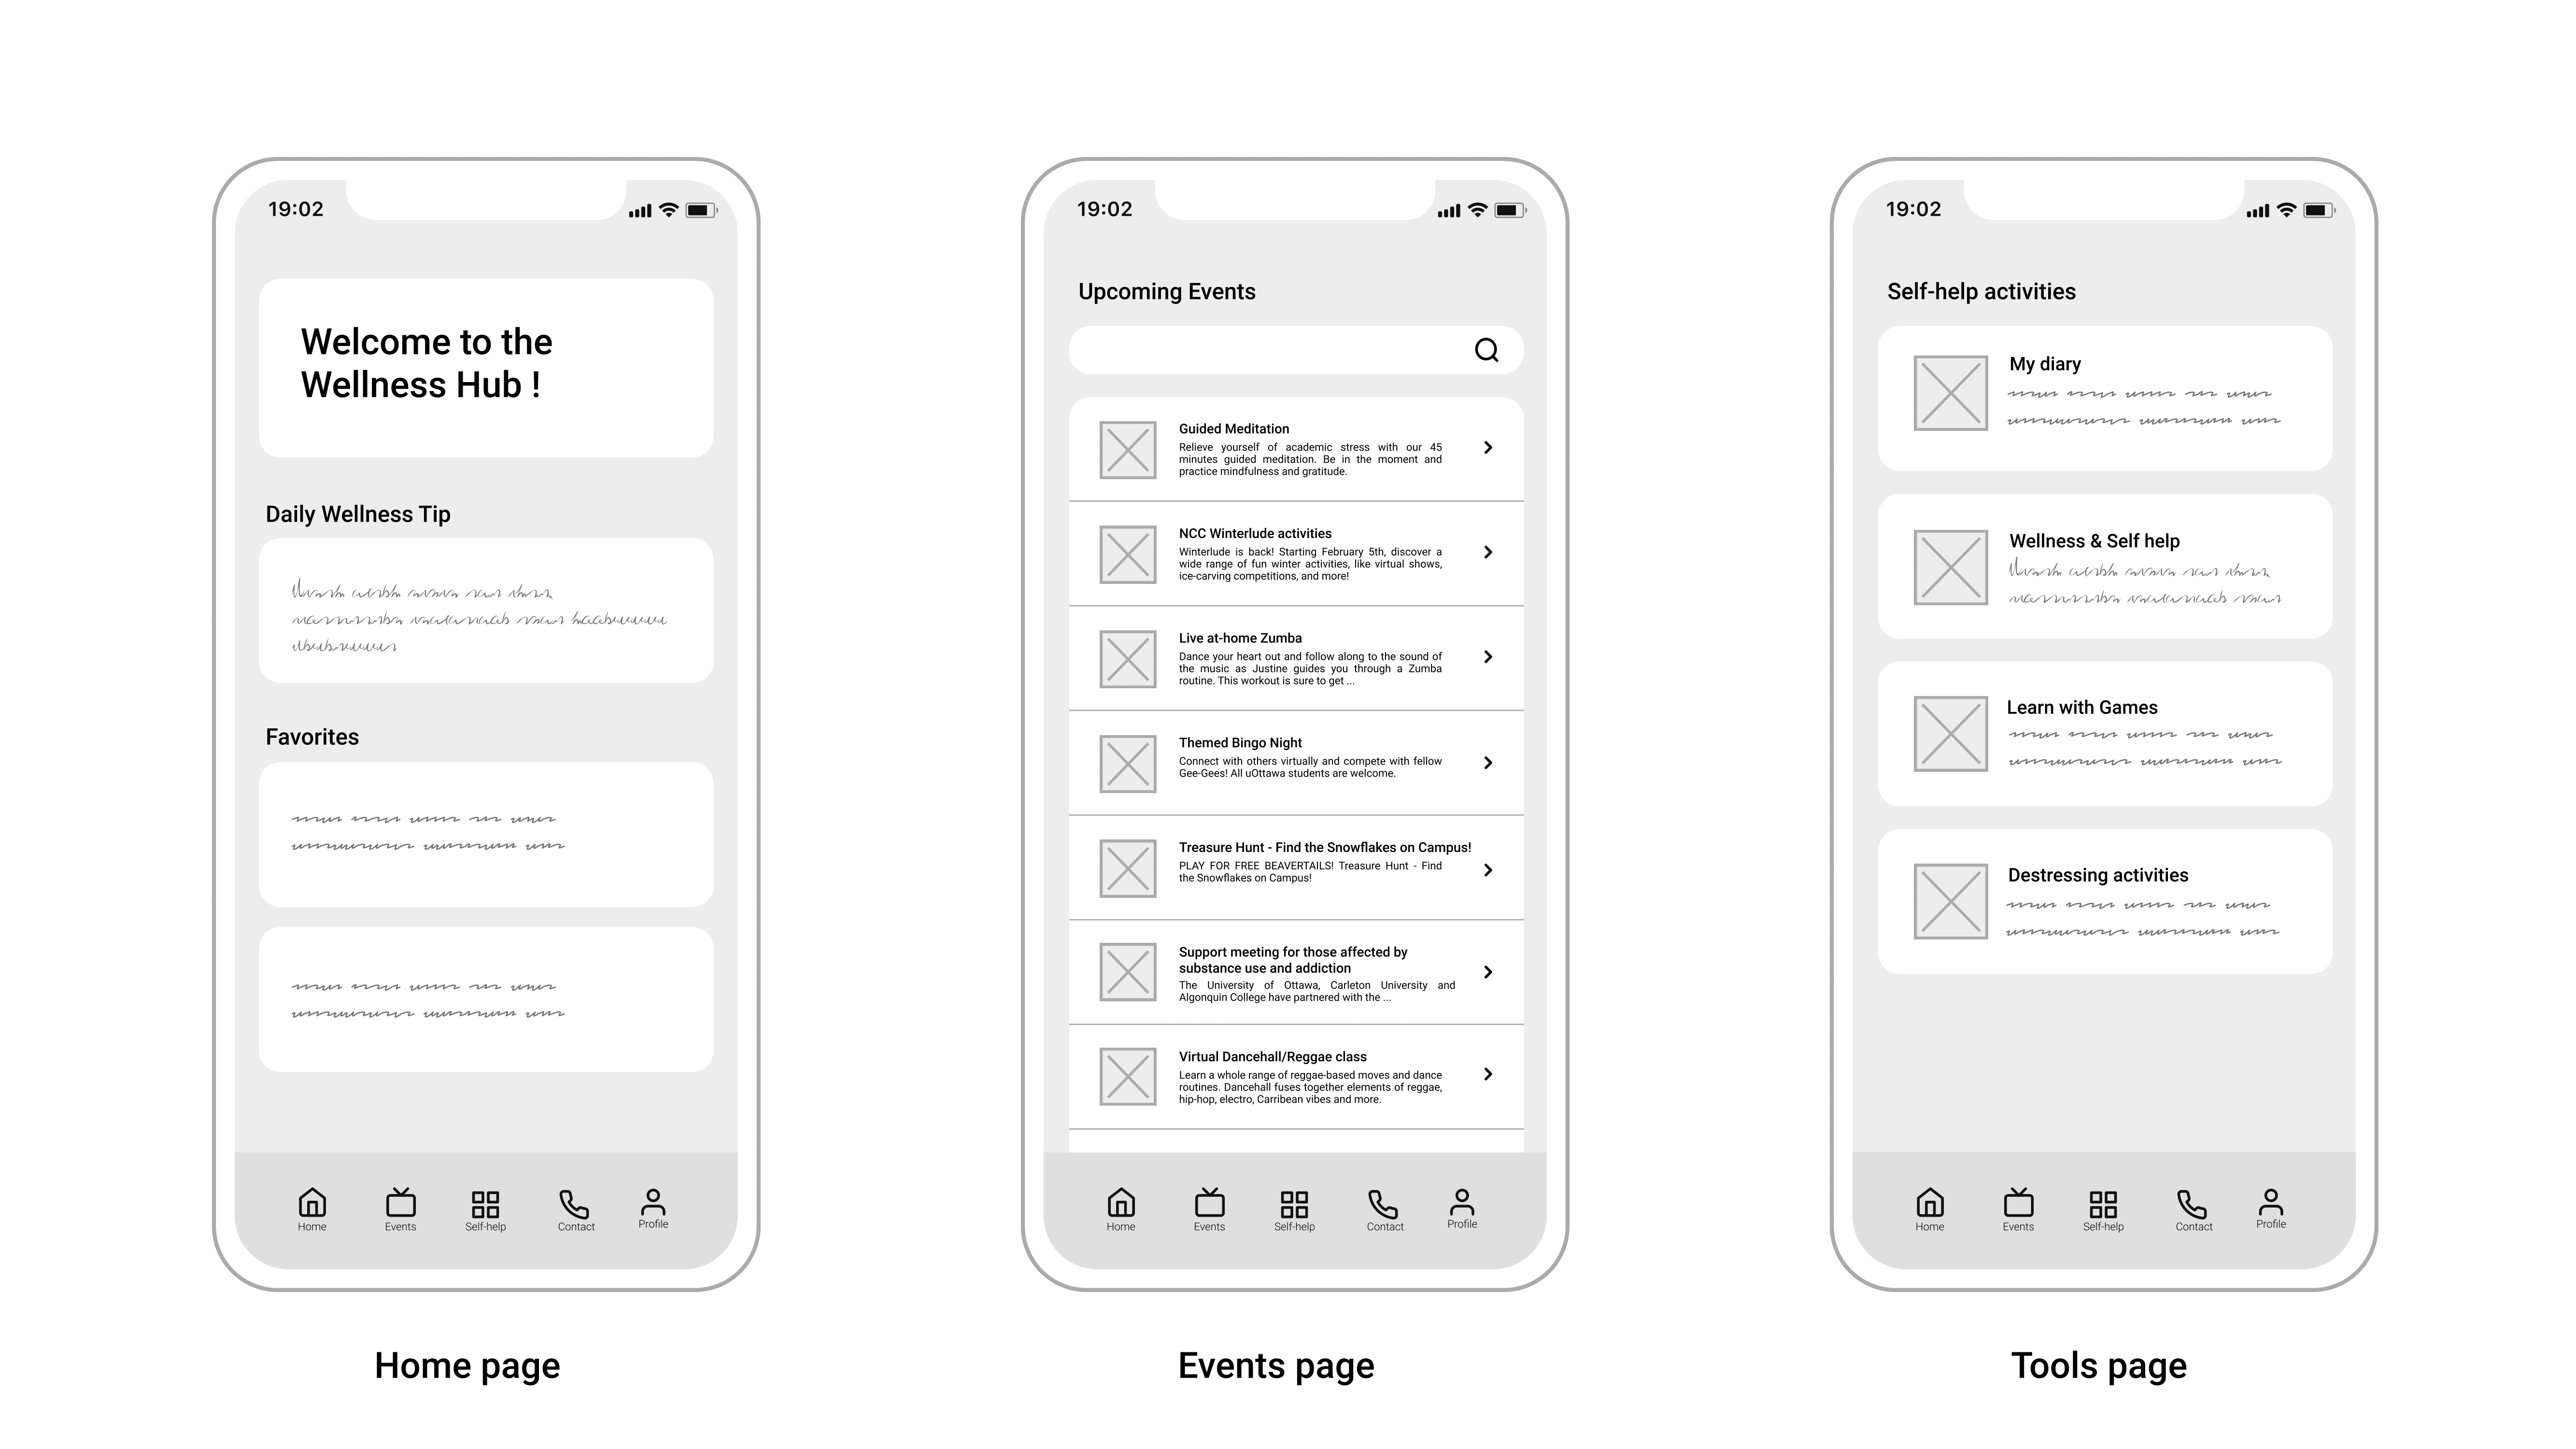 19:02
Welcome to the
Wellness Hub !
Daily Wellness Tip
Favorites
Home
Events
Self-help
Contact
Profile
Home page
19:02
Upcoming Events
Guided Meditation
Relieve yourself of academic stress with our 45
minutes guided meditation. Be in the moment and
practice mindfulness and gratitude.
NCC Winterlude activities
Winterlude is back! Starting February 5th, discover a
wide range of fun winter activities, like virtual shows,
ice-carving competitions, and more!
Live at-home Zumba
Dance your heart out and follow along to the sound of
the music as Justine guides you through a Zumba
routine. This workout is sure to get ...
Themed Bingo Night
Connect with others virtually and compete with fellow
Gee-Gees! All uOttawa students are welcome.
Treasure Hunt - Find the Snowflakes on Campus!
PLAY FOR FREE BEAVERTAILS! Treasure Hunt - Find
the Snowflakes on Campus!
Support meeting for those affected by
substance use and addiction
The University of Ottawa, Carleton University and
Algonquin College have partnered with the ...
Virtual Dancehall/Reggae class
Learn a whole range of reggae-based moves and dance
routines. Dancehall fuses together elements of reggae,
hip-hop, electro, Carribean vibes and more.
Home
Events
Self-help
Contact
Profile
Events page
19:02
Self-help activities
My diary
Wellness & Self help
Learn with Games
Destressing activities
Home
Events
Self-help
Contact
Profile
Tools page